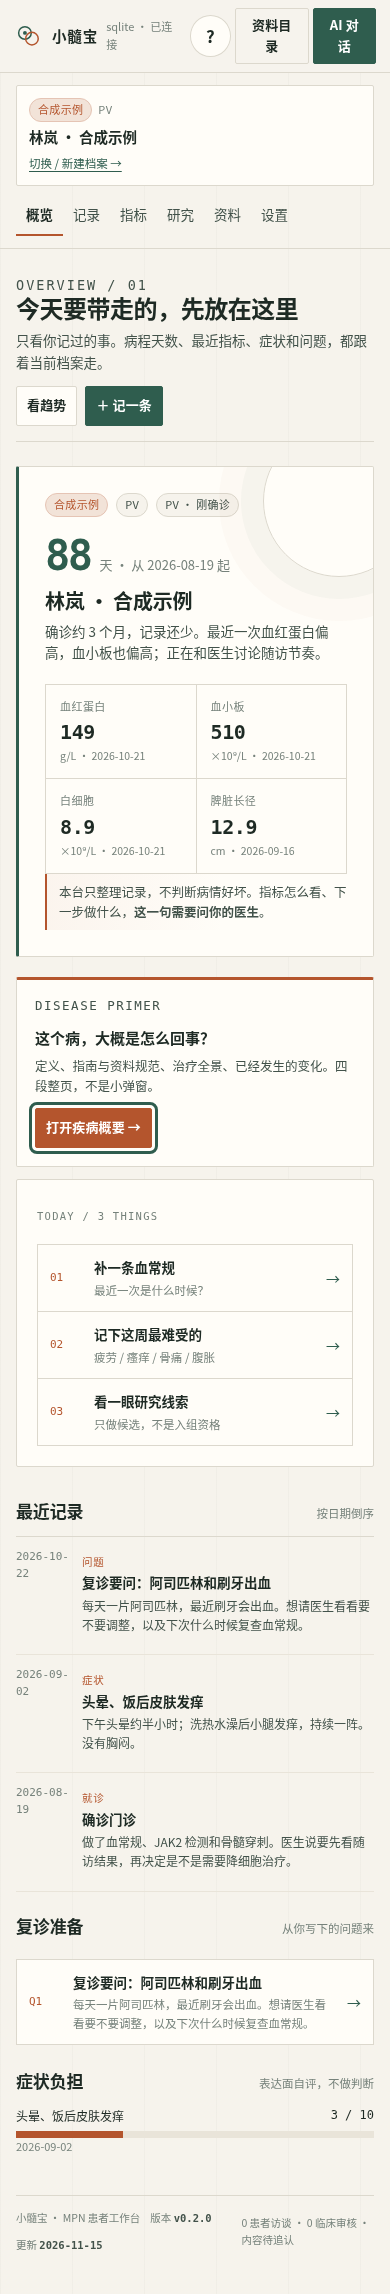 小髓宝
sqlite · 已连
接
?
资料目
录
AI 对
话
合成示例 PV
林岚 · 合成示例
切换 / 新建档案 →
概览 记录 指标 研究 资料 设置
OVERVIEW / 01
今天要带走的，先放在这里
只看你记过的事。病程天数、最近指标、症状和问题，都跟
着当前档案走。
看趋势
＋ 记一条
合成示例 PV PV · 刚确诊
88 天 · 从 2026-08-19 起
林岚 · 合成示例
确诊约 3 个月，记录还少。最近一次血红蛋白偏
高，血小板也偏高；正在和医生讨论随访节奏。
血红蛋白
149
g/L · 2026-10-21
血小板
510
×10⁹/L · 2026-10-21
白细胞
8.9
×10⁹/L · 2026-10-21
脾脏长径
12.9
cm · 2026-09-16
本台只整理记录，不判断病情好坏。指标怎么看、下
一步做什么，这一句需要问你的医生。
DISEASE PRIMER
这个病，大概是怎么回事？
定义、指南与资料规范、治疗全景、已经发生的变化。四
段整页，不是小弹窗。
打开疾病概要 →
TODAY / 3 THINGS
01 补一条血常规 →
最近一次是什么时候？
02 记下这周最难受的 →
疲劳 / 瘙痒 / 骨痛 / 腹胀
03 看一眼研究线索 →
只做候选，不是入组资格
最近记录 按日期倒序
2026-10-
22
问题
复诊要问：阿司匹林和刷牙出血
每天一片阿司匹林，最近刷牙会出血。想请医生看看要
不要调整，以及下次什么时候复查血常规。
2026-09-
02
症状
头晕、饭后皮肤发痒
下午头晕约半小时；洗热水澡后小腿发痒，持续一阵。
没有胸闷。
2026-08-
19
就诊
确诊门诊
做了血常规、JAK2 检测和骨髓穿刺。医生说要先看随
访结果，再决定是不是需要降细胞治疗。
复诊准备 从你写下的问题来
Q1 复诊要问：阿司匹林和刷牙出血 →
每天一片阿司匹林，最近刷牙会出血。想请医生看
看要不要调整，以及下次什么时候复查血常规。
症状负担 表达面自评，不做判断
头晕、饭后皮肤发痒 3 / 10
2026-09-02
小髓宝 · MPN 患者工作台 版本 v0.2.0
更新 2026-11-15
0 患者访谈 · 0 临床审核 ·
内容待追认